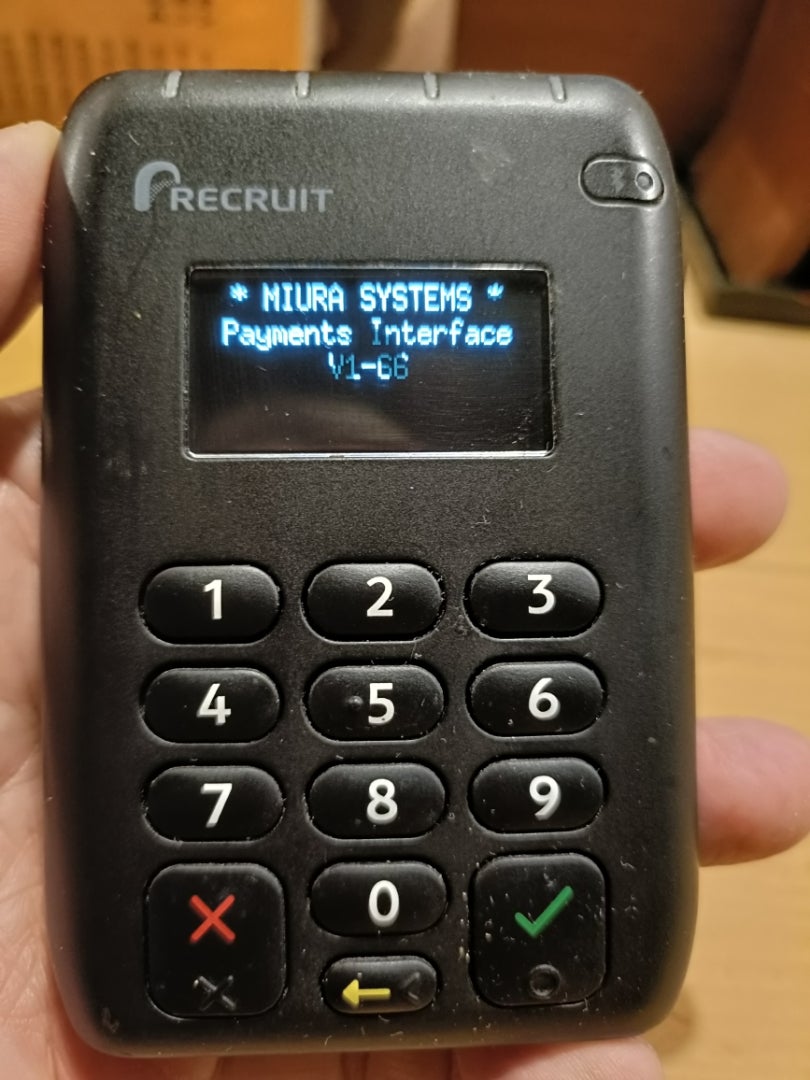 RECRUIT
* MIURA SYSTEMS *
Payments Interface
V1-66
1 2 3
4 5 6
7 8 9
0